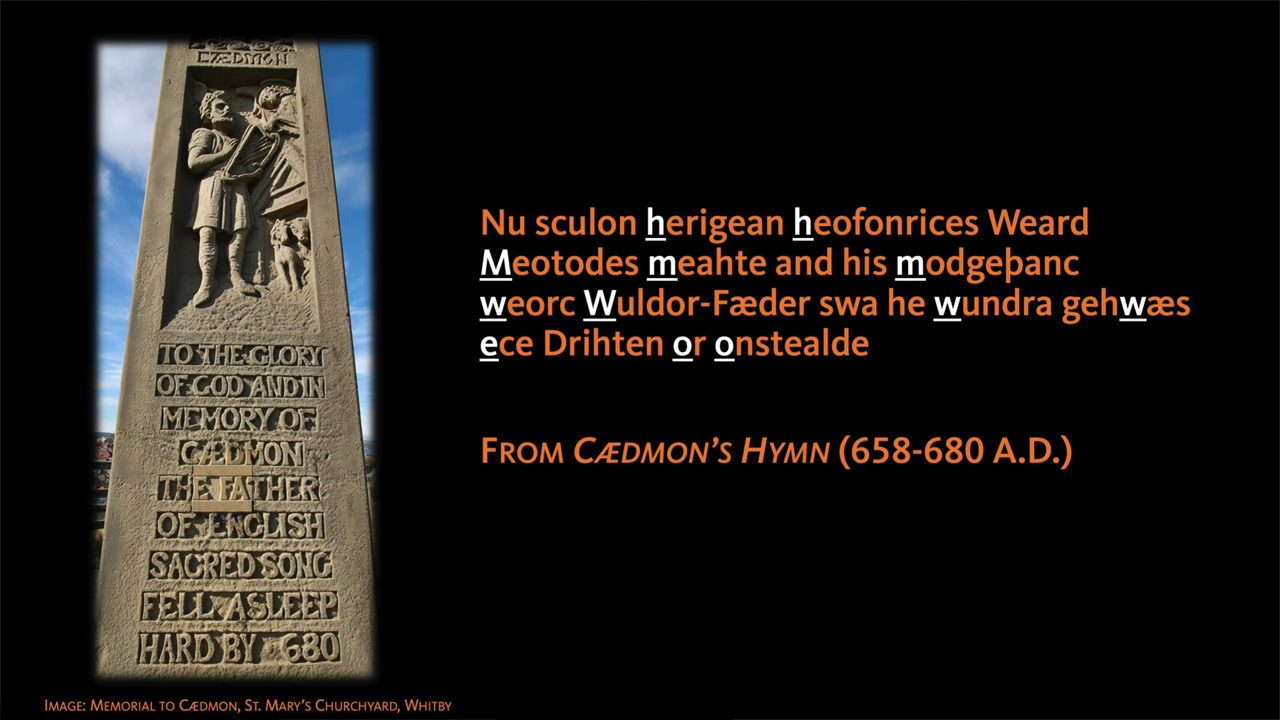 CÆDMON
TO THE GLORY
OF GOD AND IN
MEMORY OF
CÆDMON
THE FATHER
OF ENGLISH
SACRED SONG
FELL ASLEEP
HARD BY 680
Nu sculon herigean heofonrices Weard
Meotodes meahte and his modgeþanc
weorc Wuldor-Fæder swa he wundra gehwæs
ece Drihten or onstealde
From Cædmon's Hymn (658-680 A.D.)
Image: Memorial to Cædmon, St. Mary's Churchyard, Whitby